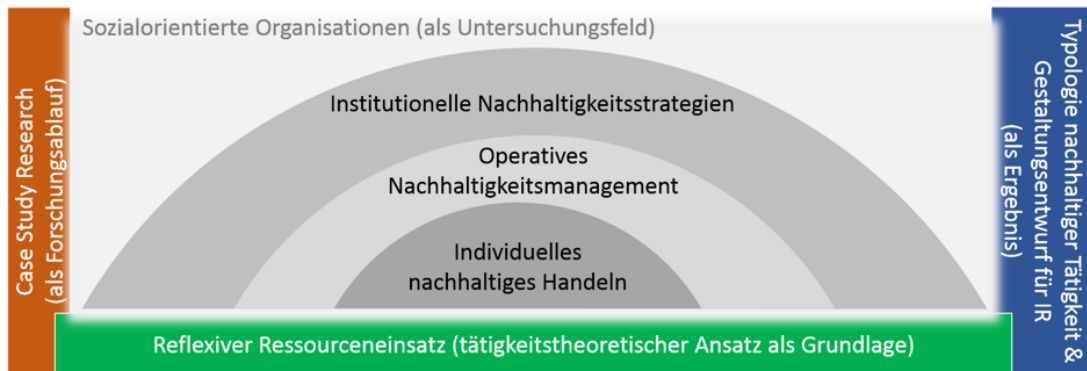 Sozialorientierte Organisationen (als Untersuchungsfeld)
Case Study Research
(als Forschungsablauf)
Institutionelle Nachhaltigkeitsstrategien
Operatives
Nachhaltigkeitsmanagement
Individuelles
nachhaltiges Handeln
Typologie nachhaltiger Tätigkeit &
Gestaltungsentwurf für IR
(als Ergebnis)
Reflexiver Ressourceneinsatz (tätigkeitstheoretischer Ansatz als Grundlage)